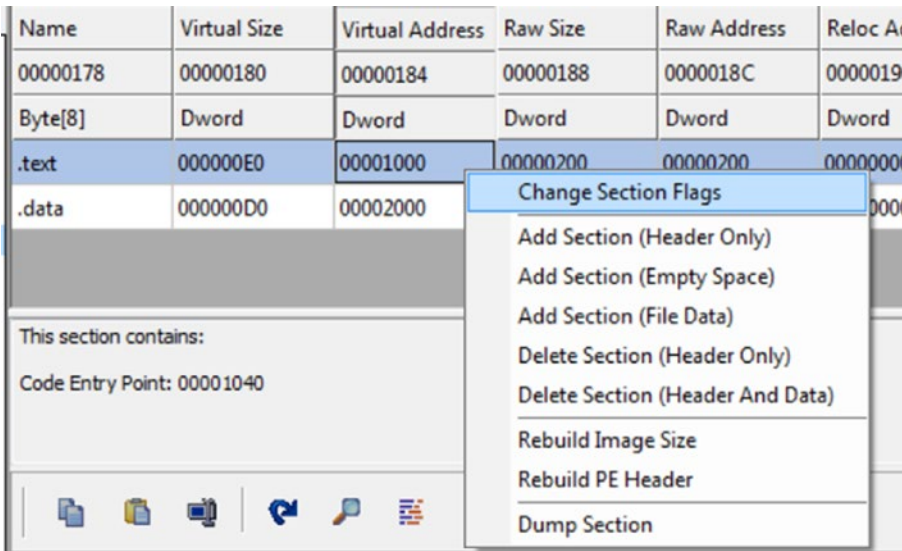 Name Virtual Size Virtual Address Raw Size Raw Address Reloc
00000178 00000180 00000184 00000188 0000018C
Byte[8] Dword Dword Dword Dword Dword
.text 000000E0 00001000 00000200 00000200
.data 000000D0 00002000
Change Section Flags
Add Section (Header Only)
Add Section (Empty Space)
Add Section (File Data)
Delete Section (Header Only)
Delete Section (Header And Data)
Rebuild Image Size
Rebuild PE Header
Dump Section
This section contains:
Code Entry Point: 00001040